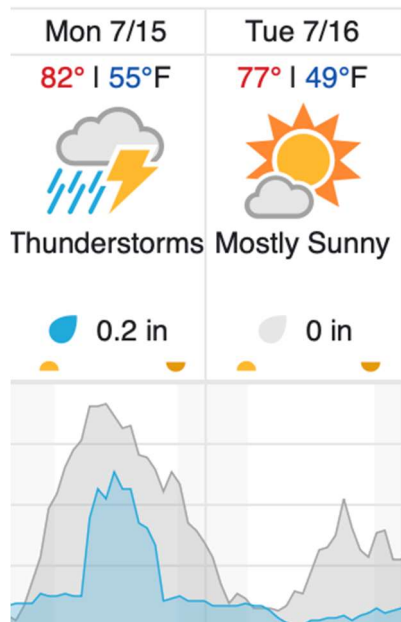 Mon 7/15 Tue 7/16
82° | 55°F 77° | 49°F
Thunderstorms Mostly Sunny
0.2 in 0 in